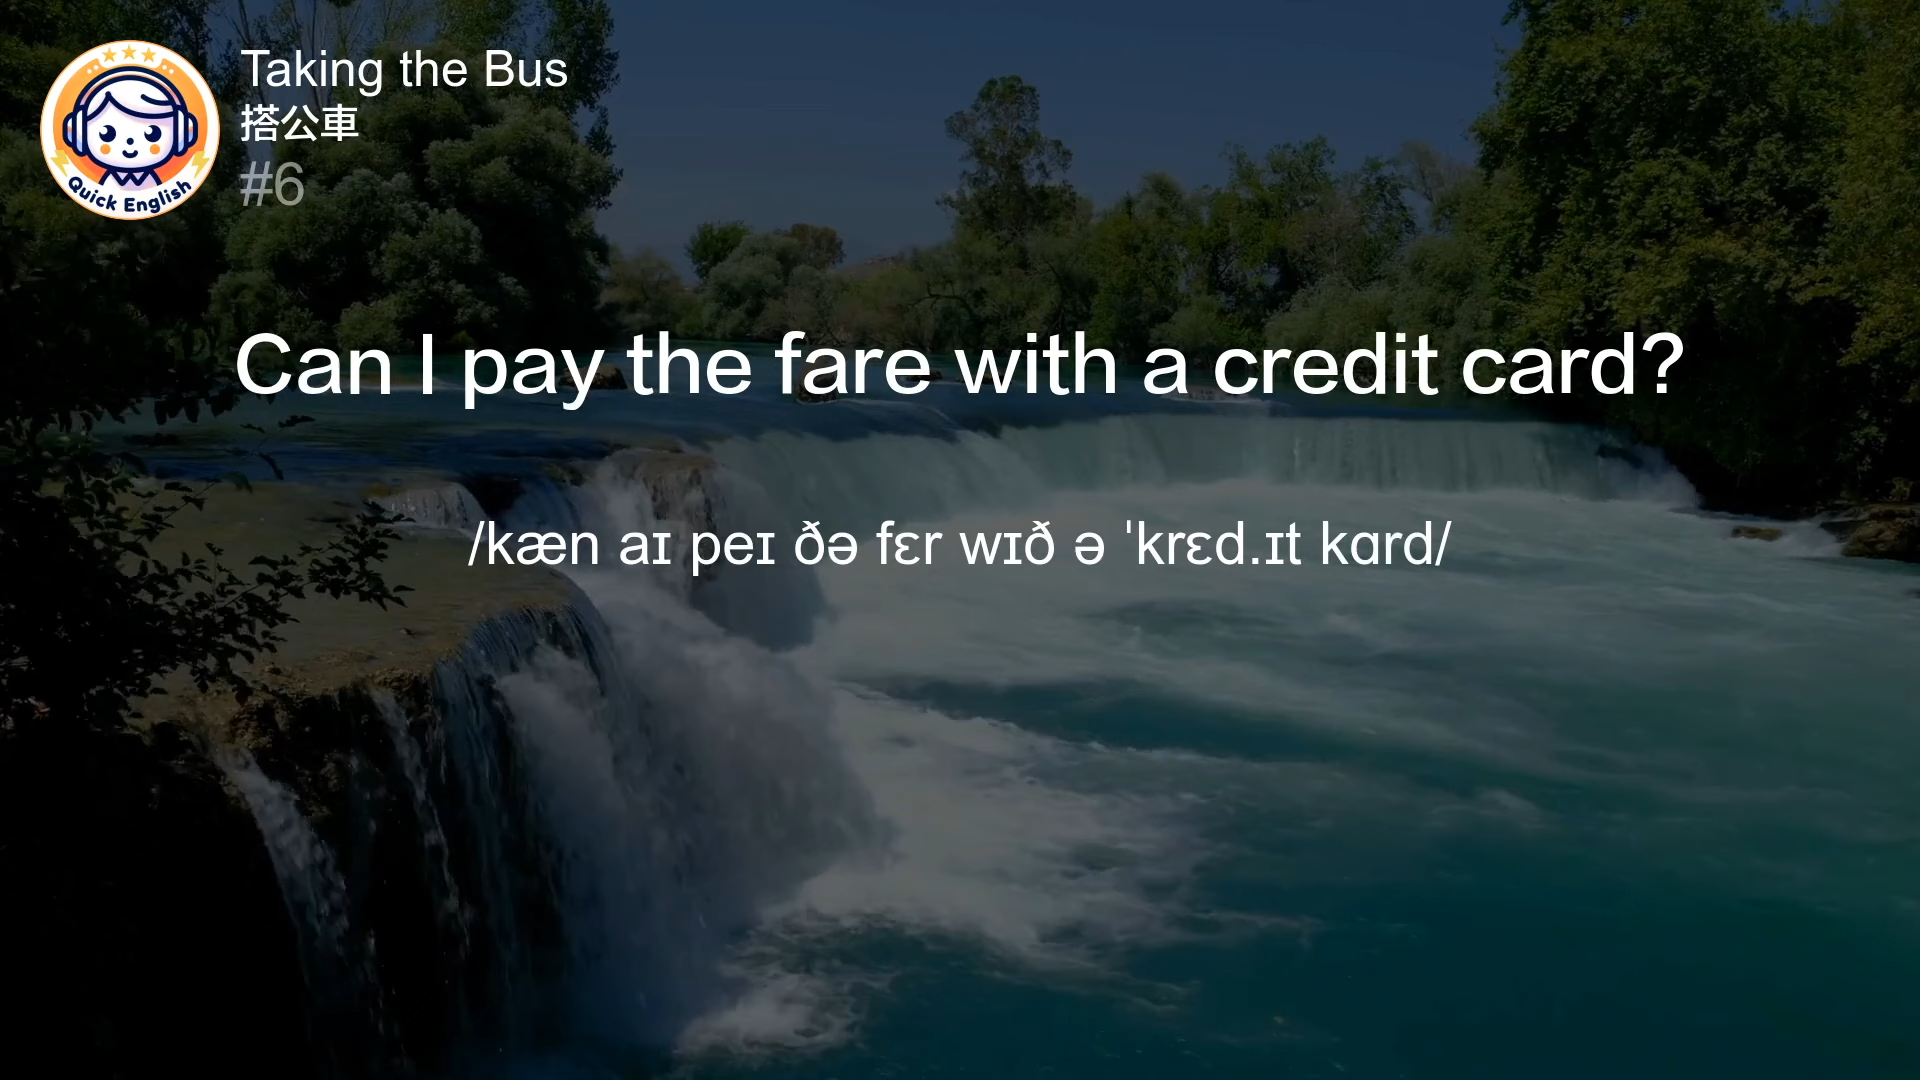 Taking the Bus
搭公車
#6
Quick English
Can I pay the fare with a credit card?
/kæn aɪ peɪ ðə fɛr wɪð ə ˈkrɛd.ɪt kɑrd/